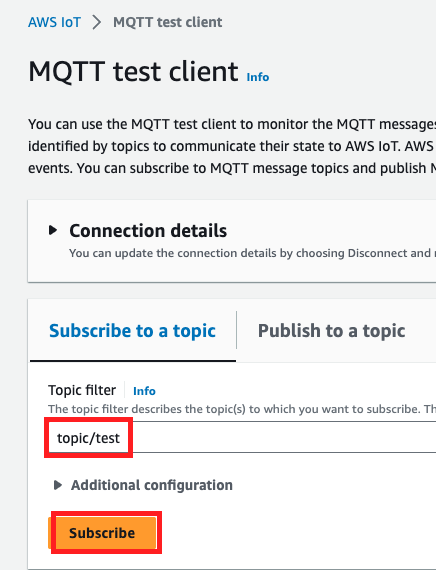 AWS IoT > MQTT test client
MQTT test client Info
You can use the MQTT test client to monitor the MQTT messages
identified by topics to communicate their state to AWS IoT. AWS
events. You can subscribe to MQTT message topics and publish
Connection details
You can update the connection details by choosing Disconnect and
Subscribe to a topic Publish to a topic
Topic filter Info
The topic filter describes the topic(s) to which you want to subscribe.
topic/test
Additional configuration
Subscribe